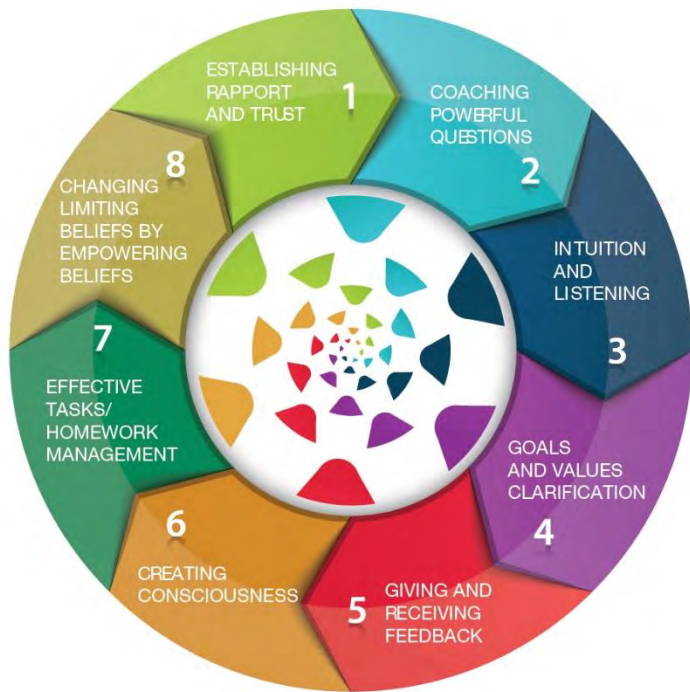 ESTABLISHING
RAPPORT
AND TRUST
1
COACHING
POWERFUL
QUESTIONS
2
INTUITION
AND
LISTENING
3
GOALS
AND VALUES
CLARIFICATION
4
GIVING AND
RECEIVING
FEEDBACK
5
6
CREATING
CONSCIOUSNESS
7
EFFECTIVE
TASKS/
HOMEWORK
MANAGEMENT
8
CHANGING
LIMITING
BELIEFS BY
EMPOWERING
BELIEFS